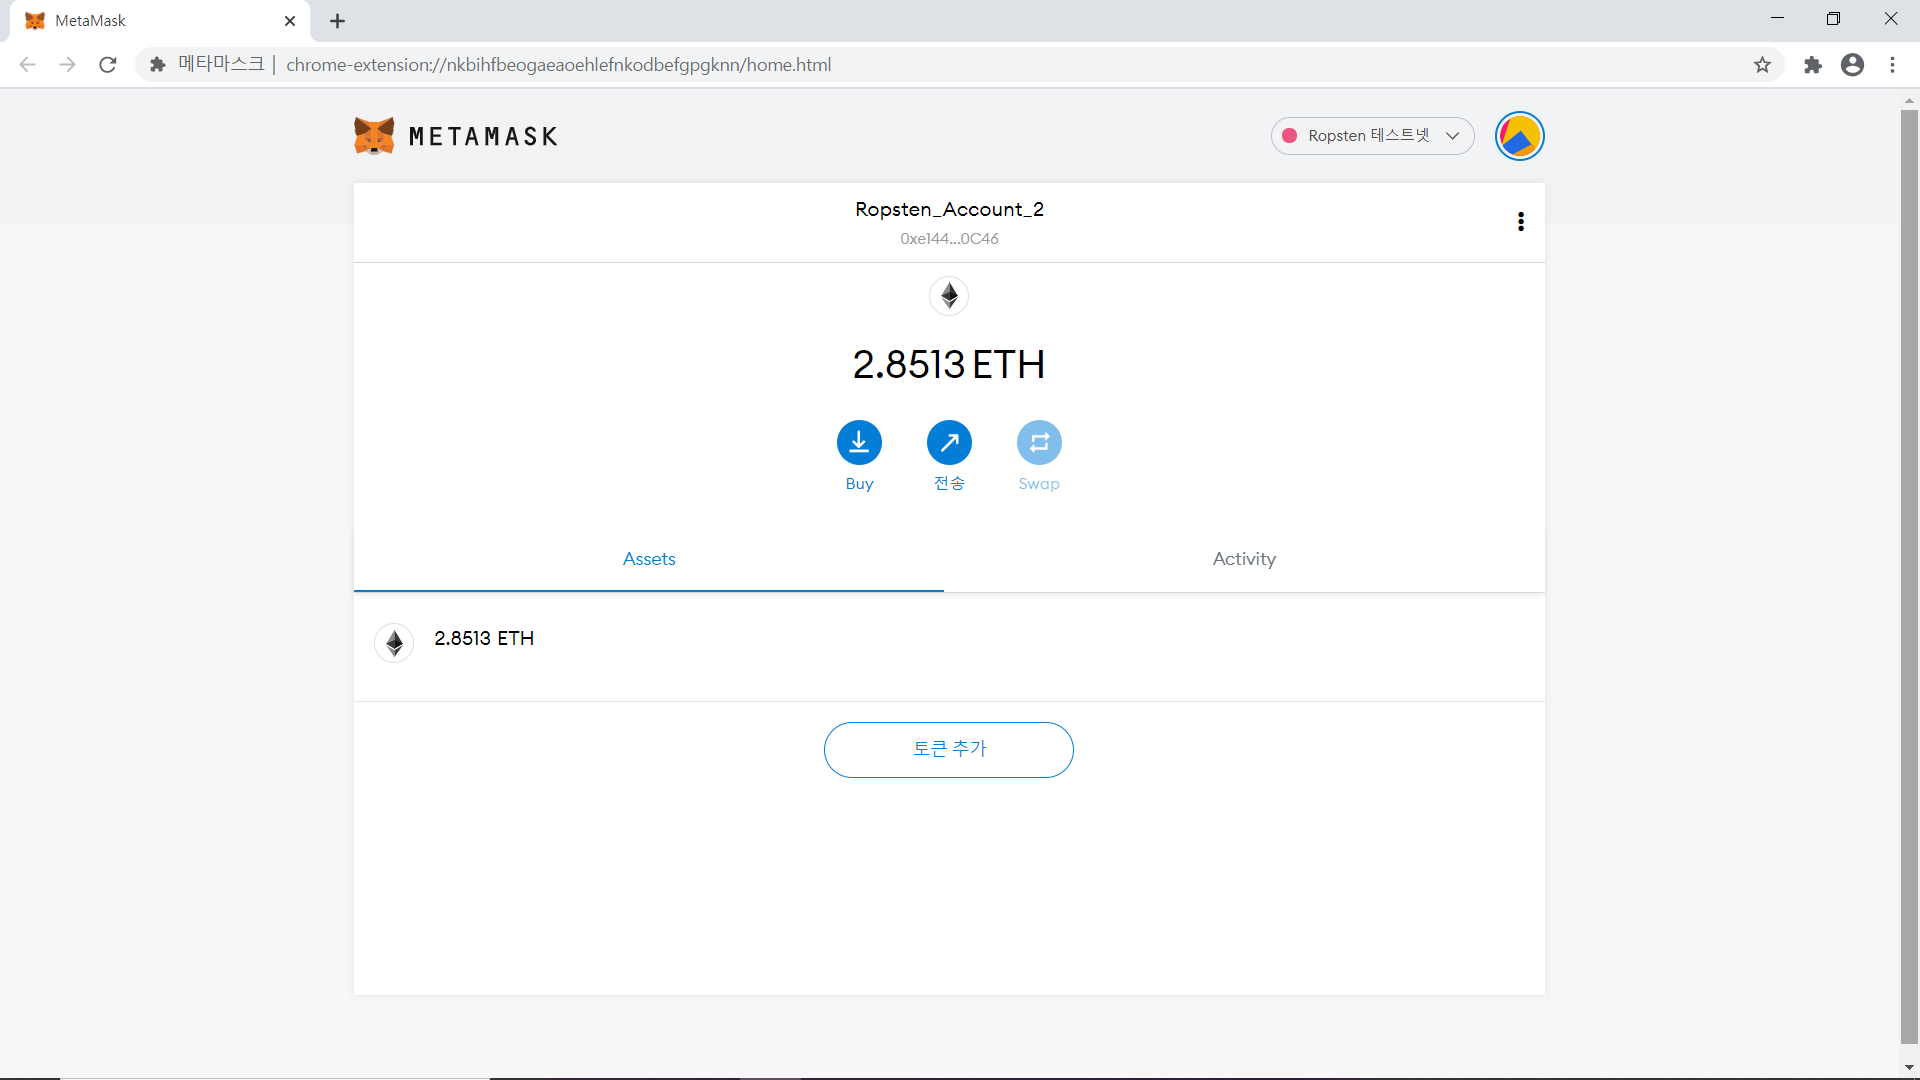 MetaMask
메타마스크 | chrome-extension://nkbihfbeogaeaoehlefnkodbefgpgknn/home.html
METAMASK
Ropsten 테스트넷
Ropsten_Account_2
0xe144...0C46
2.8513 ETH
Buy
전송
Swap
Assets
Activity
2.8513 ETH
토큰 추가